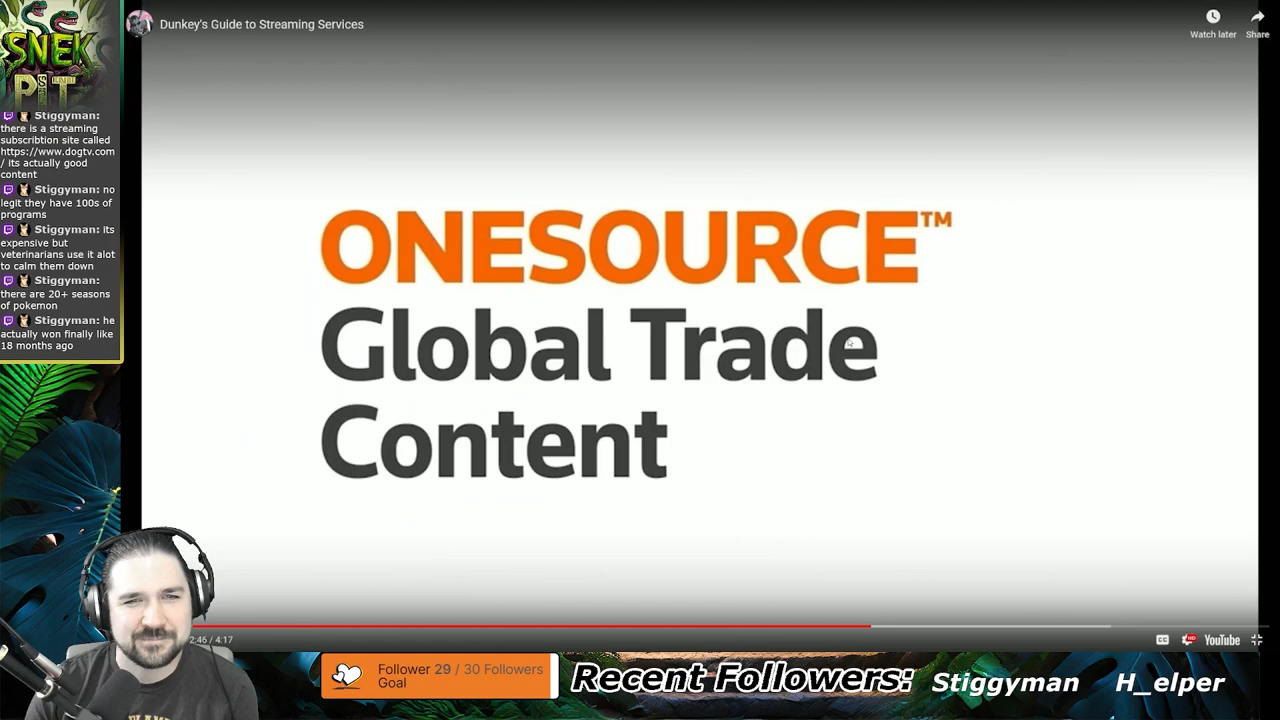 Dunkey's Guide to Streaming Services
Watch later
Share
SNEK
PiT
Stiggyman:
there is a streaming
subscribtion site called
https://www.dogtv.com
/ its actually good
content
Stiggyman: no
legit they have 100s of
programs
Stiggyman: its
expensive but
veterinarians use it alot
to calm them down
Stiggyman:
there are 20+ seasons
of pokemon
Stiggyman: he
actually won finally like
18 months ago
ONESOURCE™
Global Trade
Content
2:46 / 4:17
CC
HD
YouTube
Follower 29 / 30 Followers
Goal
Recent Followers:
Stiggyman
H_elper